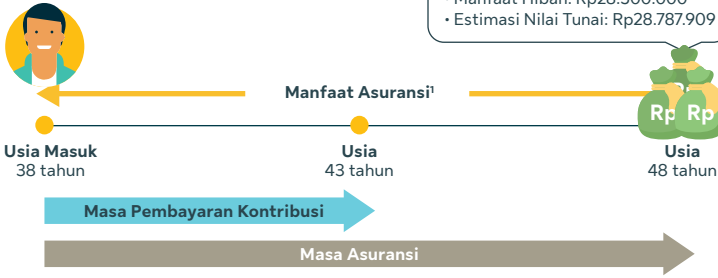 • Estimasi Nilai Tunai: Rp28.787.909
Manfaat Asuransi¹
Rp Rp
Usia Masuk
38 tahun
Usia
43 tahun
Usia
48 tahun
Masa Pembayaran Kontribusi
Masa Asuransi